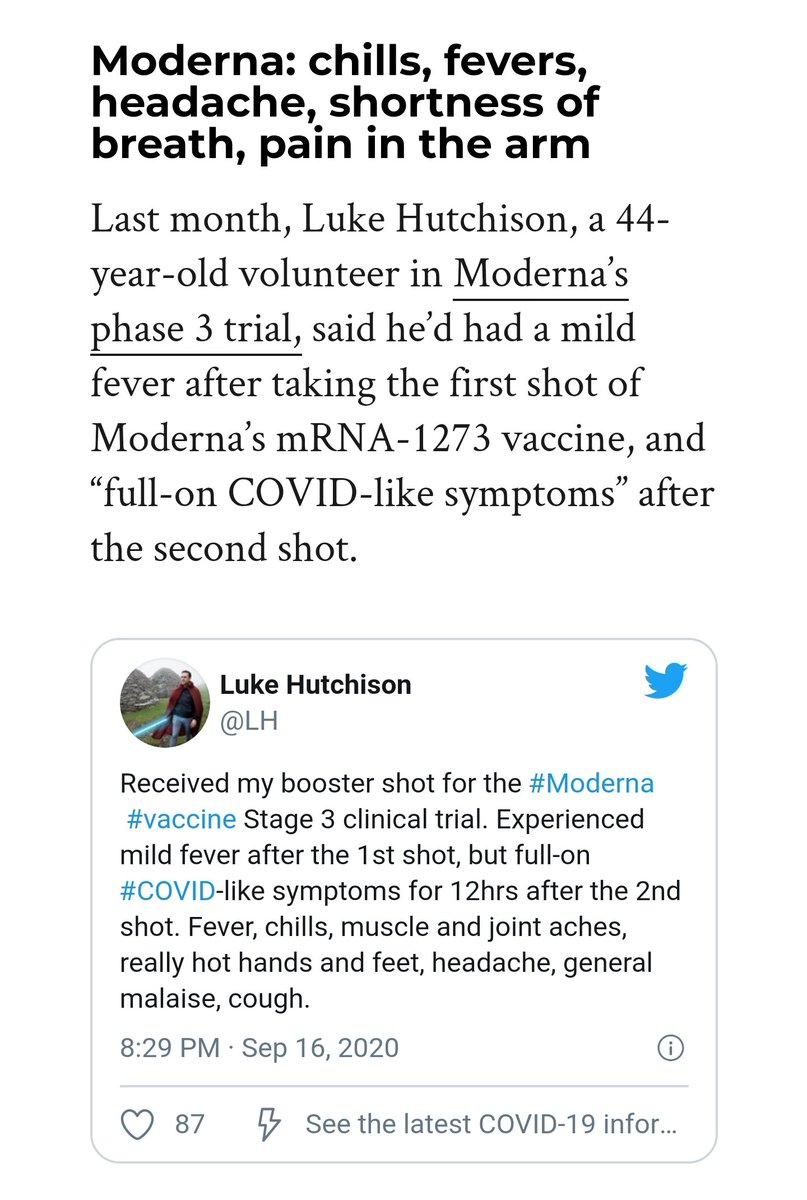 Moderna: chills, fevers,
headache, shortness of
breath, pain in the arm
Last month, Luke Hutchison, a 44-
year-old volunteer in Moderna’s
phase 3 trial, said he’d had a mild
fever after taking the first shot of
Moderna’s mRNA-1273 vaccine, and
“full-on COVID-like symptoms” after
the second shot.
Luke Hutchison
@LH
Received my booster shot for the #Moderna
#vaccine Stage 3 clinical trial. Experienced
mild fever after the 1st shot, but full-on
#COVID-like symptoms for 12hrs after the 2nd
shot. Fever, chills, muscle and joint aches,
really hot hands and feet, headache, general
malaise, cough.
8:29 PM · Sep 16, 2020
87 See the latest COVID-19 infor...